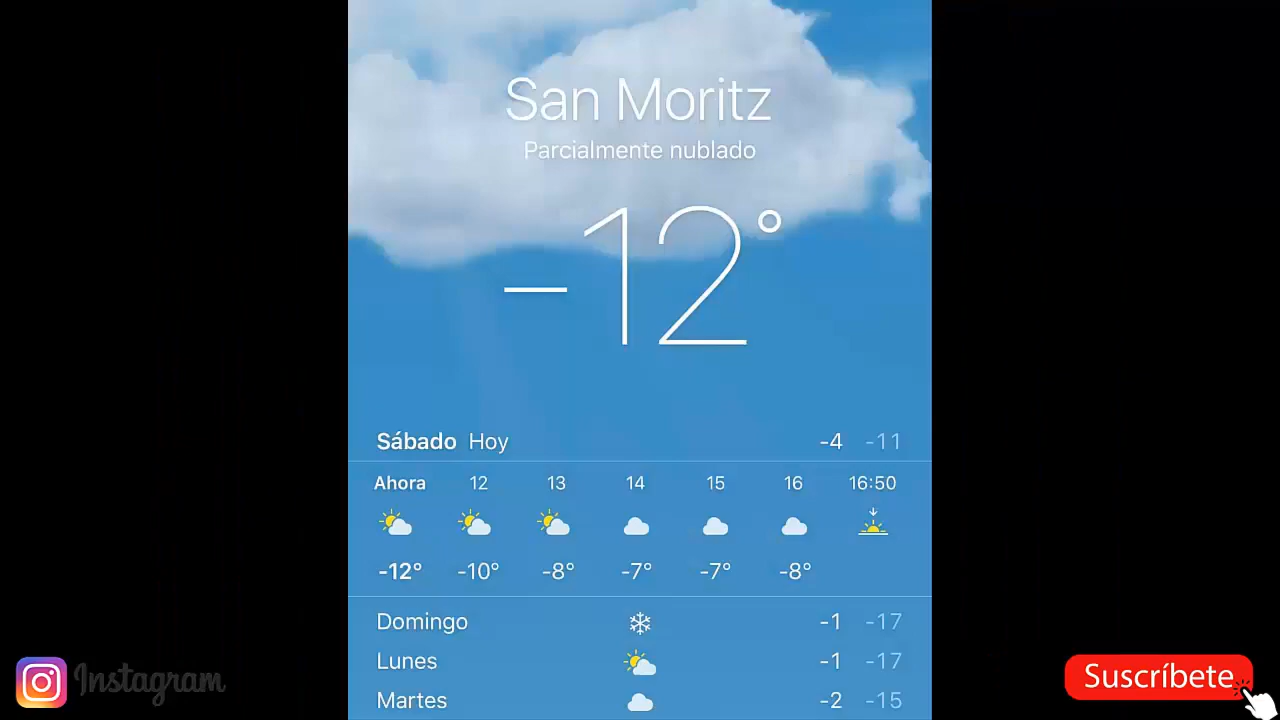 San Moritz
Parcialmente nublado
-12°
Sábado Hoy -4 -11
Ahora 12 13 14 15 16 16:50
-12° -10° -8° -7° -7° -8°
Domingo -1 -17
Lunes -1 -17
Martes -2 -15
Instagram
Suscríbete